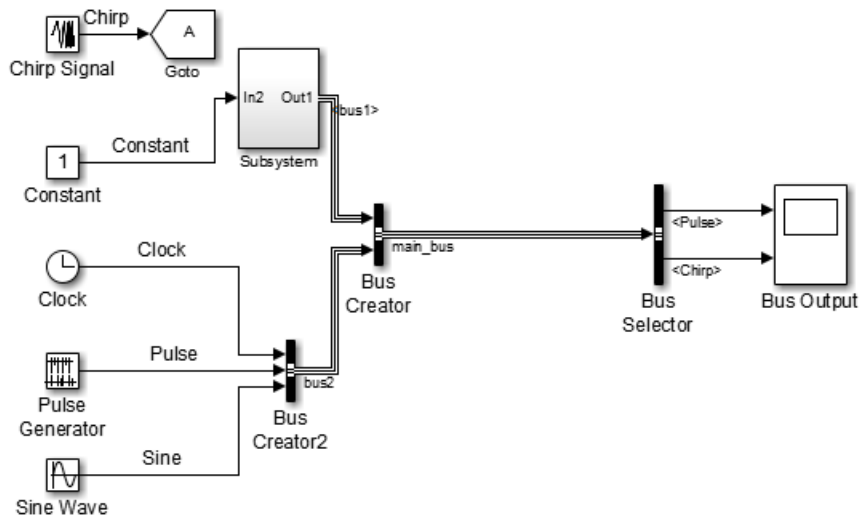 Chirp
A
Chirp Signal
Goto
In2
Out1
<bus1>
Subsystem
Constant
1
Constant
Clock
Clock
Pulse
Pulse
Generator
Sine
Sine Wave
bus2
Bus
Creator2
main_bus
Bus
Creator
<Pulse>
<Chirp>
Bus
Selector
Bus Output